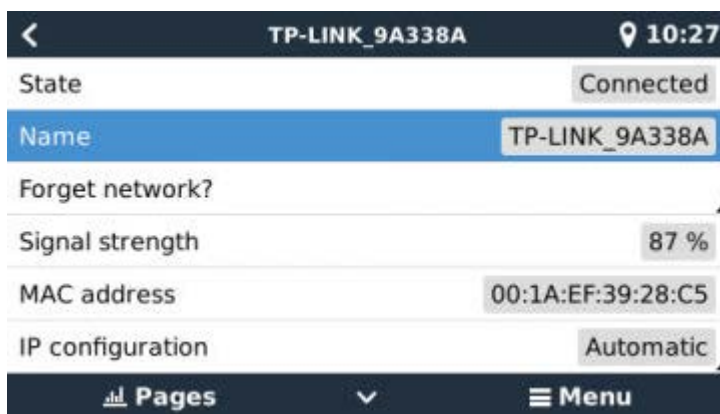 TP-LINK_9A338A 10:27
State Connected
Name TP-LINK_9A338A
Forget network?
Signal strength 87 %
MAC address 00:1A:EF:39:28:C5
IP configuration Automatic
Pages Menu